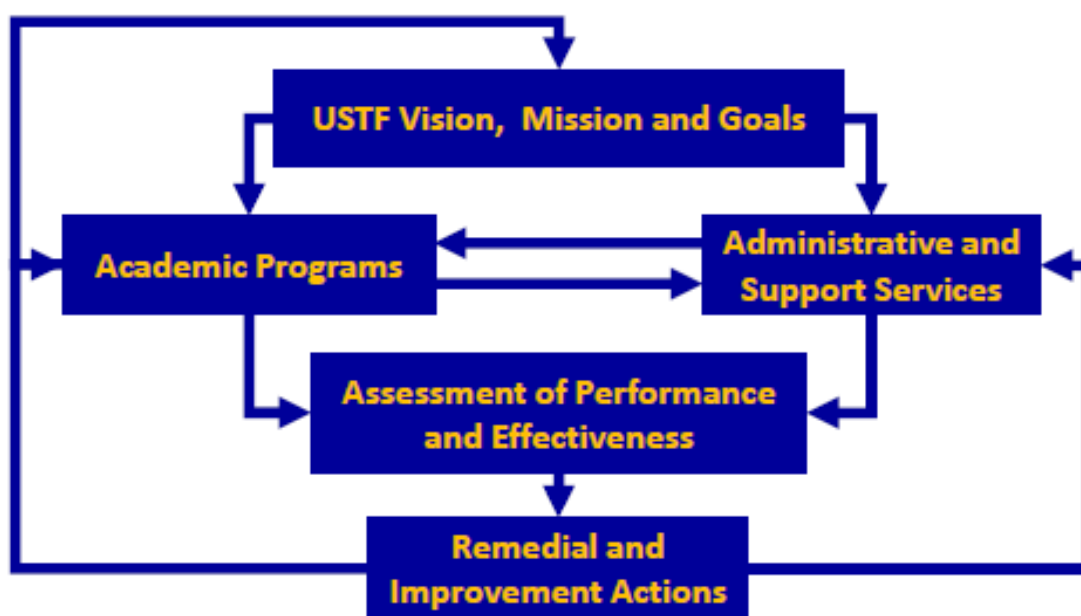 USTF Vision, Mission and Goals
Academic Programs
Administrative and
Support Services
Assessment of Performance
and Effectiveness
Remedial and
Improvement Actions